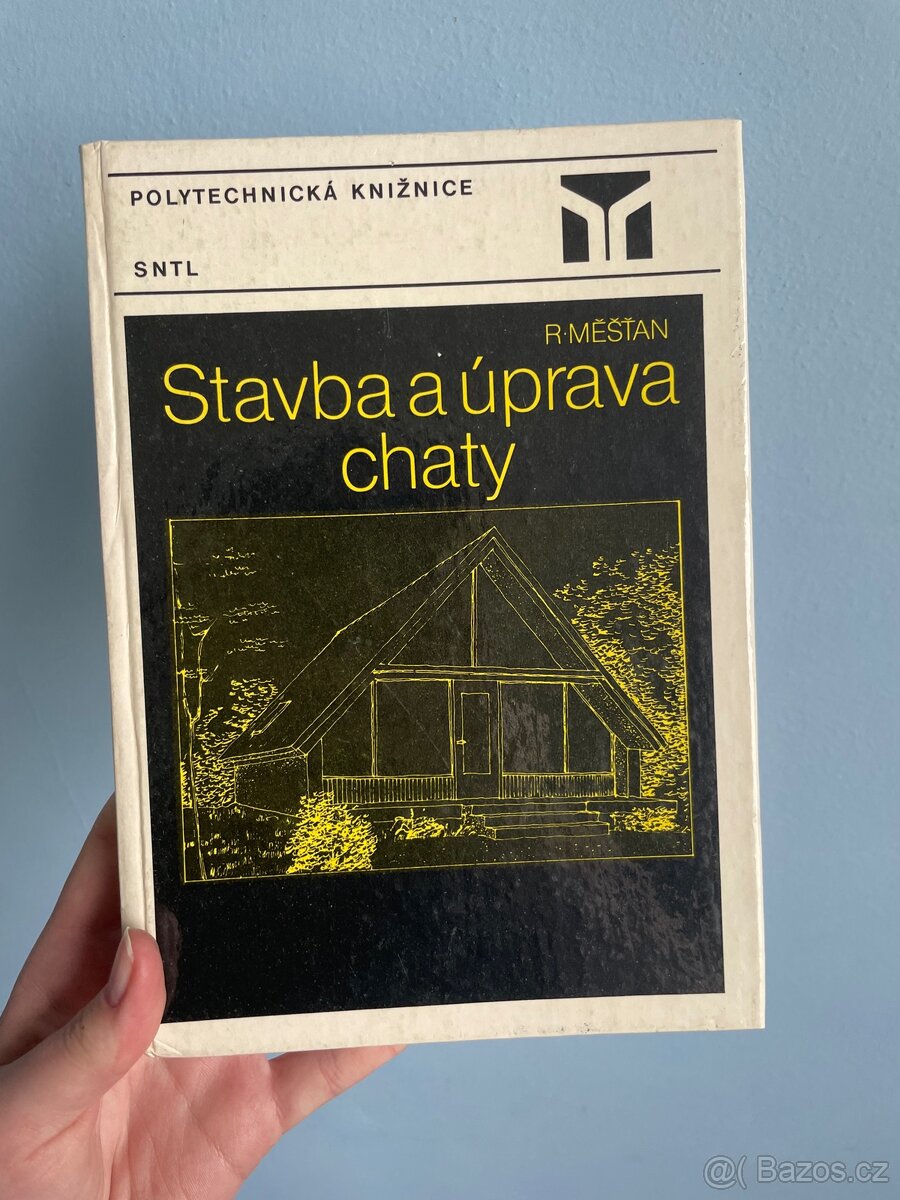 POLYTECHNICKÁ KNIŽNICE
SNTL
R·MĚŠŤAN
Stavba a úprava
chaty
@( Bazos.cz